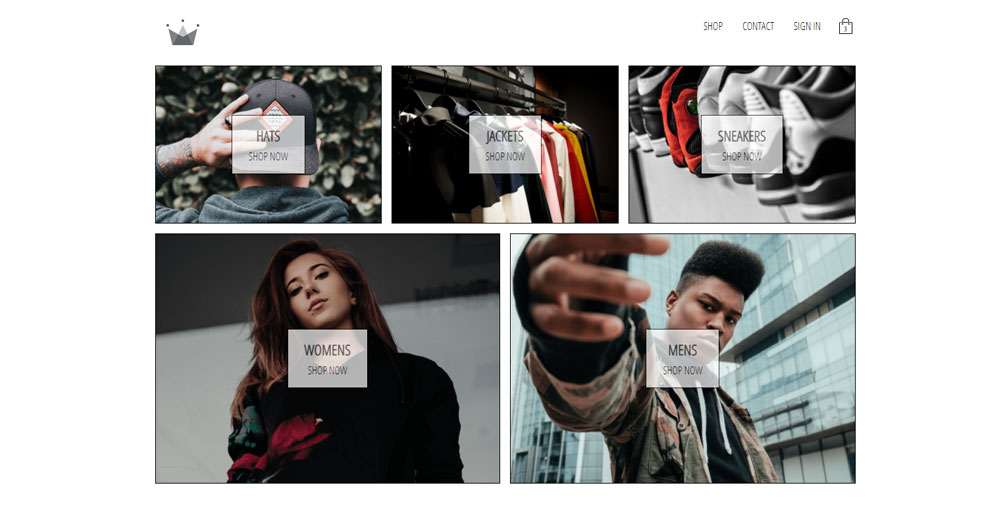 SHOP CONTACT SIGN IN 3
HATS
SHOP NOW
JACKETS
SHOP NOW
SNEAKERS
SHOP NOW
WOMENS
SHOP NOW
MENS
SHOP NOW